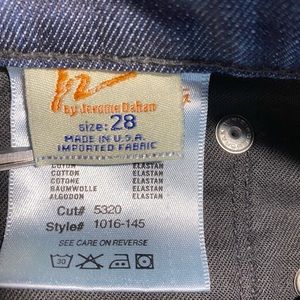 by Jerome Dahan
size: 28
MADE IN U.S.A.
IMPORTED FABRIC
COTTON ELASTAN
COTONE ELASTAN
BAUMWOLLE ELASTAN
ALGODON ELASTAN
Cut# 5320
Style# 1016-145
SEE CARE ON REVERSE
30